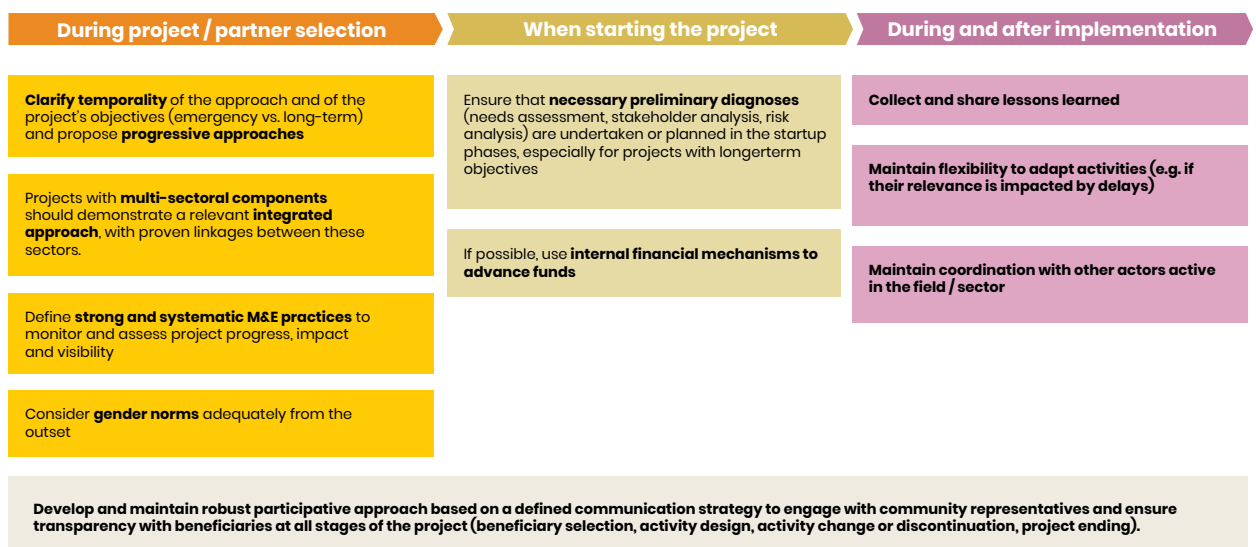 During project / partner selection
When starting the project
During and after implementation
Clarify temporality of the approach and of the
project's objectives (emergency vs. long-term)
and propose progressive approaches
Projects with multi-sectoral components
should demonstrate a relevant integrated
approach, with proven linkages between these
sectors.
Define strong and systematic M&E practices to
monitor and assess project progress, impact
and visibility
Consider gender norms adequately from the
outset
Ensure that necessary preliminary diagnoses
(needs assessment, stakeholder analysis, risk
analysis) are undertaken or planned in the startup
phases, especially for projects with longerterm
objectives
If possible, use internal financial mechanisms to
advance funds
Collect and share lessons learned
Maintain flexibility to adapt activities (e.g. if
their relevance is impacted by delays)
Maintain coordination with other actors active
in the field / sector
Develop and maintain robust participative approach based on a defined communication strategy to engage with community representatives and ensure
transparency with beneficiaries at all stages of the project (beneficiary selection, activity design, activity change or discontinuation, project ending).